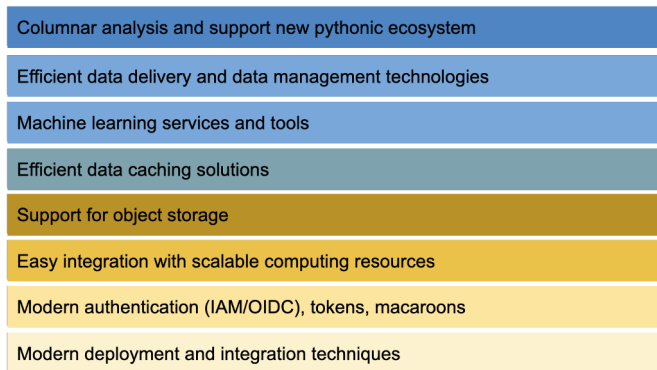 Columnar analysis and support new pythonic ecosystem
Efficient data delivery and data management technologies
Machine learning services and tools
Efficient data caching solutions
Support for object storage
Easy integration with scalable computing resources
Modern authentication (IAM/OIDC), tokens, macaroons
Modern deployment and integration techniques